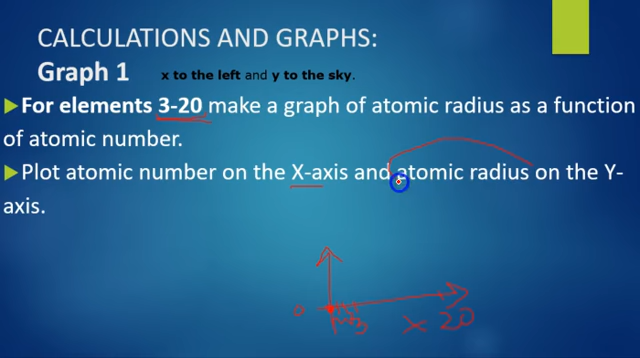 CALCULATIONS AND GRAPHS:
Graph 1 x to the left and y to the sky.
For elements 3-20 make a graph of atomic radius as a function
of atomic number.
Plot atomic number on the X-axis and atomic radius on the Y-
axis.
0 3 X 20